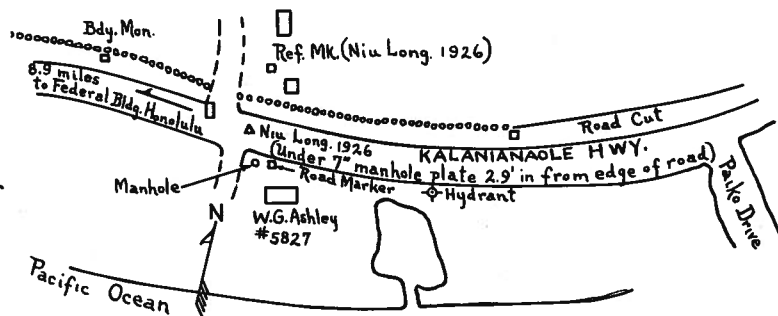 Bdy. Mon.
Ref. Mk. (Niu Long. 1926)
8.9 miles
to Federal Bldg. Honolulu
Road Cut
Niu Long. 1926
(Under 7" manhole plate 2.9' in from edge of road)
KALANIANAOLE HWY.
Manhole
Road Marker
Hydrant
Paiko Drive
N
W.G. Ashley
#5827
Pacific Ocean